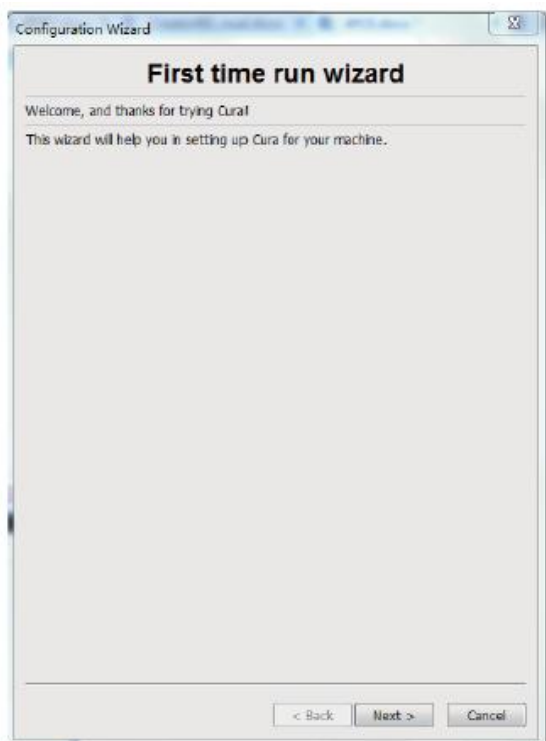 Configuration Wizard
First time run wizard
Welcome, and thanks for trying Cura!
This wizard will help you in setting up Cura for your machine.
< Back
Next >
Cancel